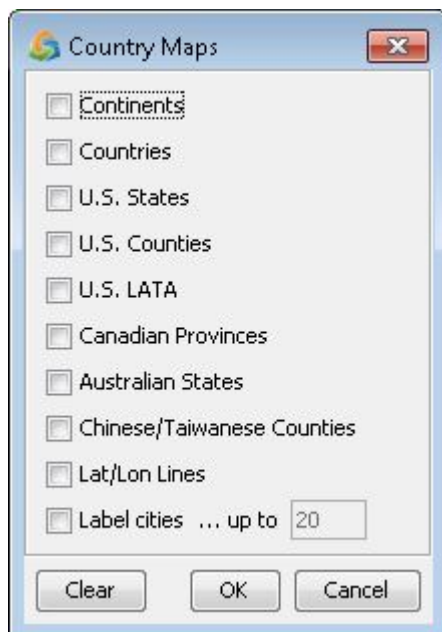 Country Maps
Continents
Countries
U.S. States
U.S. Counties
U.S. LATA
Canadian Provinces
Australian States
Chinese/Taiwanese Counties
Lat/Lon Lines
Label cities ... up to 20
Clear OK Cancel